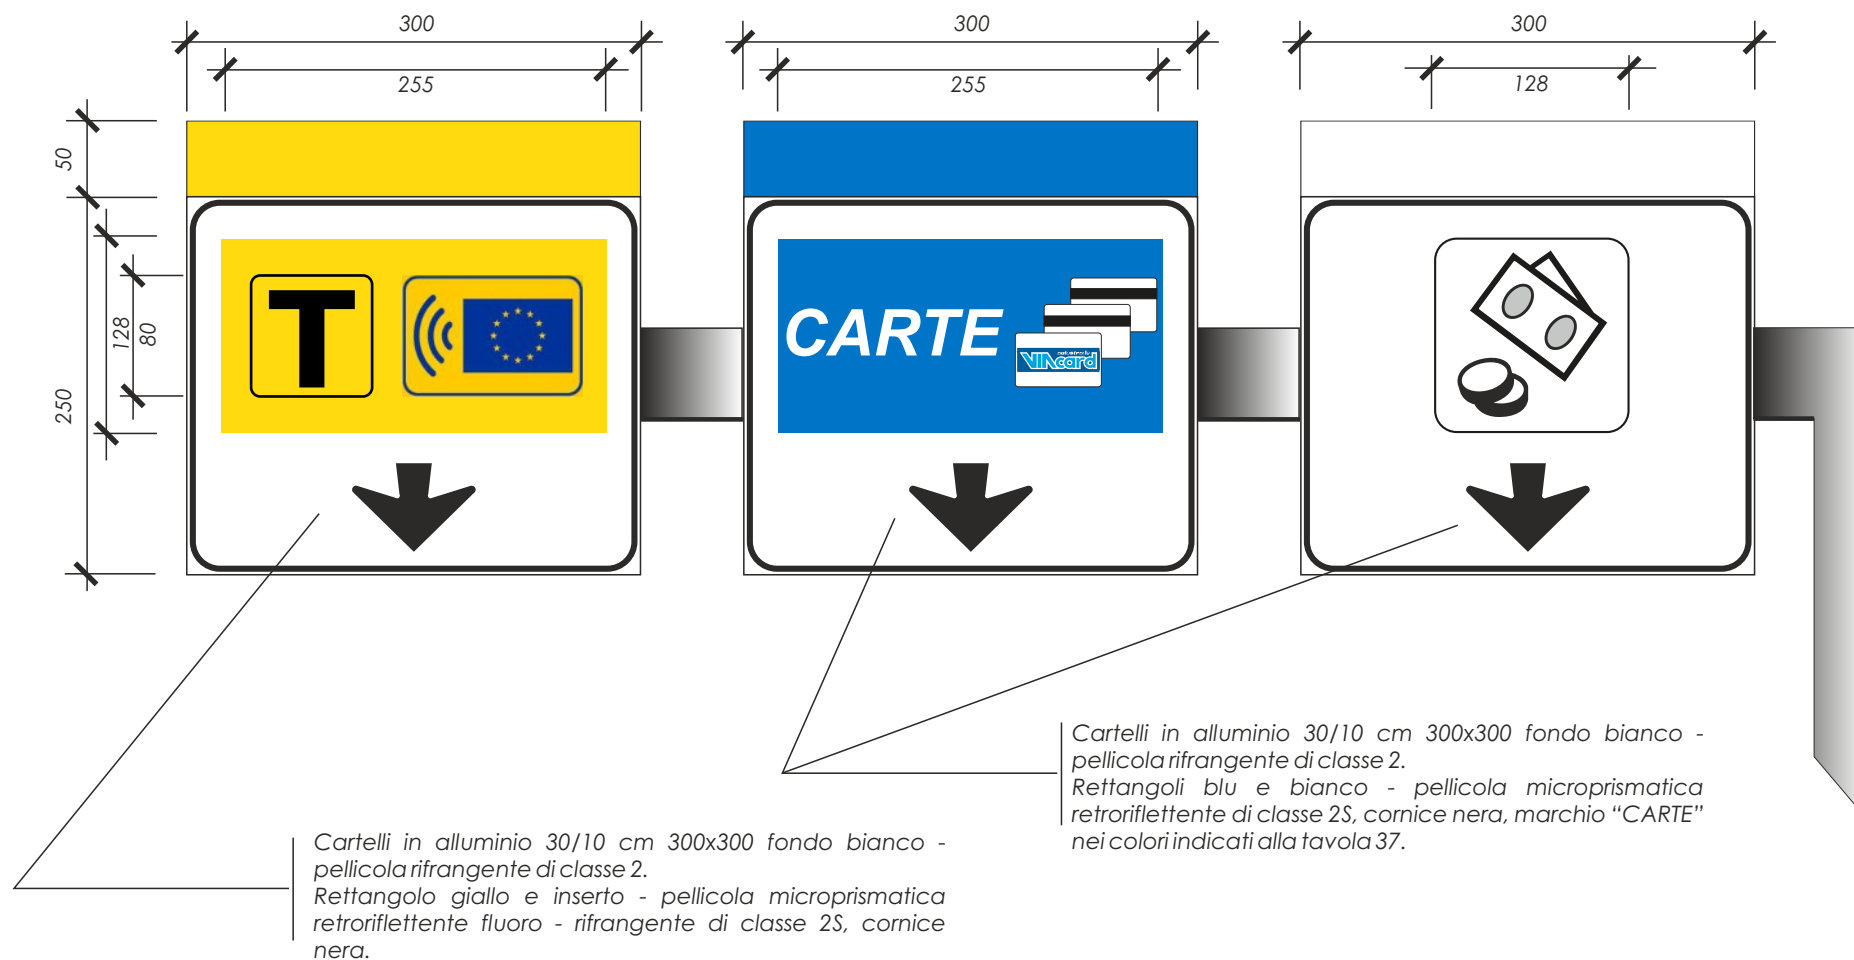 300
300
300
255
255
128
50
250
128
80
T
CARTE
autostrade
VIAcard
Cartelli in alluminio 30/10 cm 300x300 fondo bianco -
pellicola rifrangente di classe 2.
Rettangoli blu e bianco - pellicola microprismatica
retroriflettente di classe 2S, cornice nera, marchio “CARTE”
nei colori indicati alla tavola 37.
Cartelli in alluminio 30/10 cm 300x300 fondo bianco -
pellicola rifrangente di classe 2.
Rettangolo giallo e inserto - pellicola microprismatica
retroriflettente fluoro - rifrangente di classe 2S, cornice
nera.